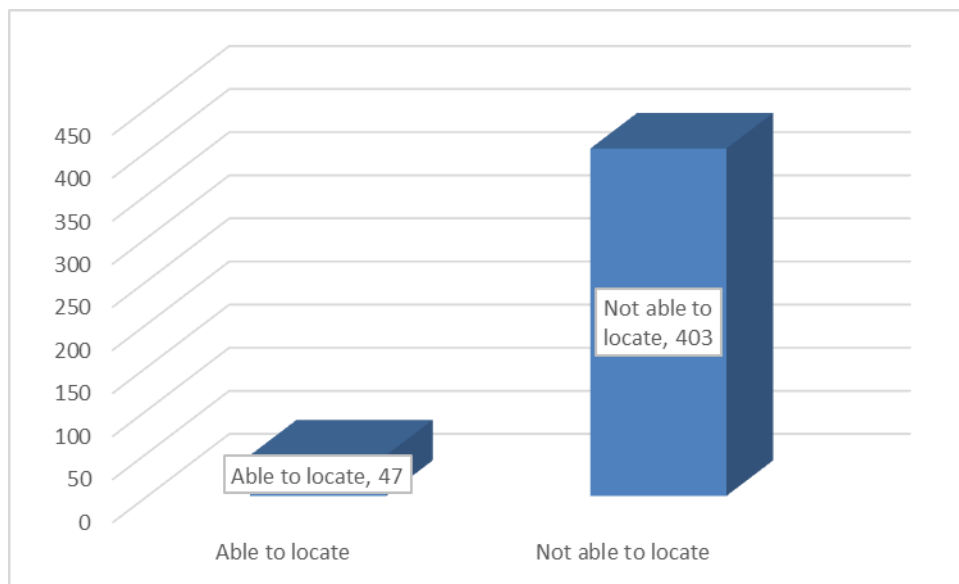 450
400
350
300
250
200
150
100
50
0
Not able to
locate, 403
Able to locate, 47
Able to locate
Not able to locate